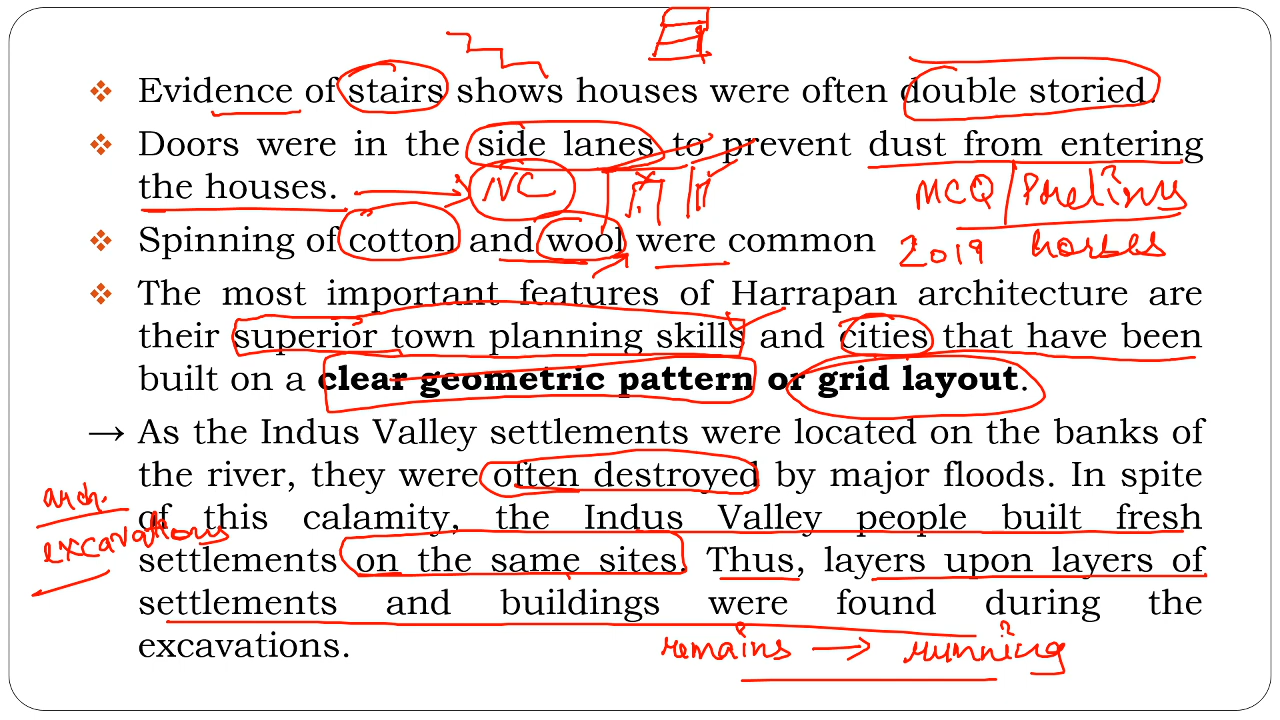 ❖ Evidence of stairs shows houses were often double storied.
❖ Doors were in the side lanes to prevent dust from entering
the houses.
NC
MCQ / Prelims
❖ Spinning of cotton and wool were common
2019 horses
❖ The most important features of Harrapan architecture are
their superior town planning skills and cities that have been
built on a clear geometric pattern or grid layout.
→ As the Indus Valley settlements were located on the banks of
the river, they were often destroyed by major floods. In spite
arch.
of this calamity, the Indus Valley people built fresh
excavations
settlements on the same sites. Thus, layers upon layers of
settlements and buildings were found during the
excavations.
remains → running